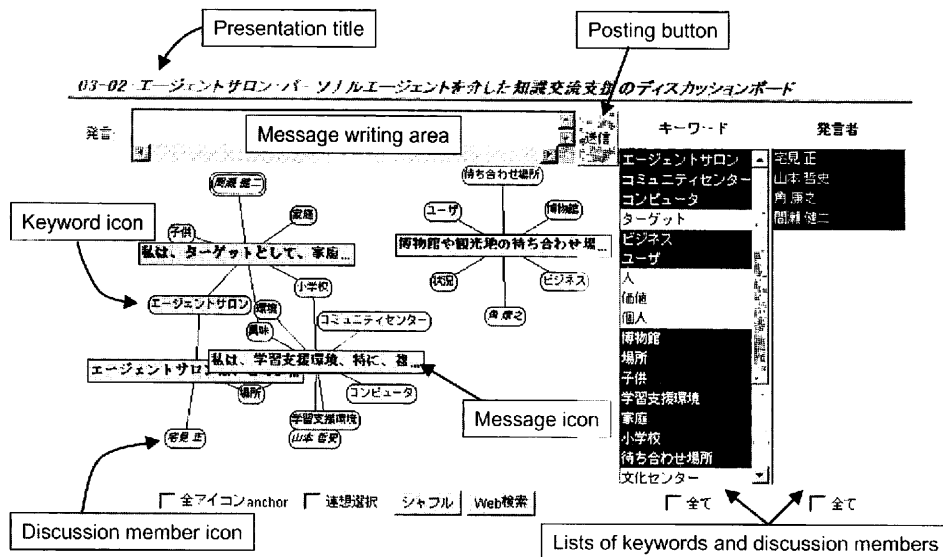 Presentation title
Posting button
03-02 エージェントサロン パーソナルエージェントを介した知識交流支援 のディスカッションボード
発言
Message writing area
送信
キーワード
発言者
エージェントサロン
コミュニティセンター
コンピュータ
ターゲット
ビジネス
ユーザ
人
価値
個人
博物館
場所
子供
学習支援環境
家庭
小学校
待ち合わせ場所
文化センター
宅見 正
山本 哲史
角 康之
間瀬 健二
間瀬 健二
待ち合わせ場所
Keyword icon
子供
家庭
ユーザ
博物館
私は、ターゲットとして、家庭...
博物館や観光地の待ち合わせ場...
小学校
状況
ビジネス
エージェントサロン
環境
興味
コミュニティセンター
角 康之
私は、学習支援環境、特に、複...
エージェントサロン
場所
コンピュータ
Message icon
学習支援環境
宅見 正
山本 哲史
全アイコンanchor
連想選択
シャフル
Web検索
全て
全て
Discussion member icon
Lists of keywords and discussion members